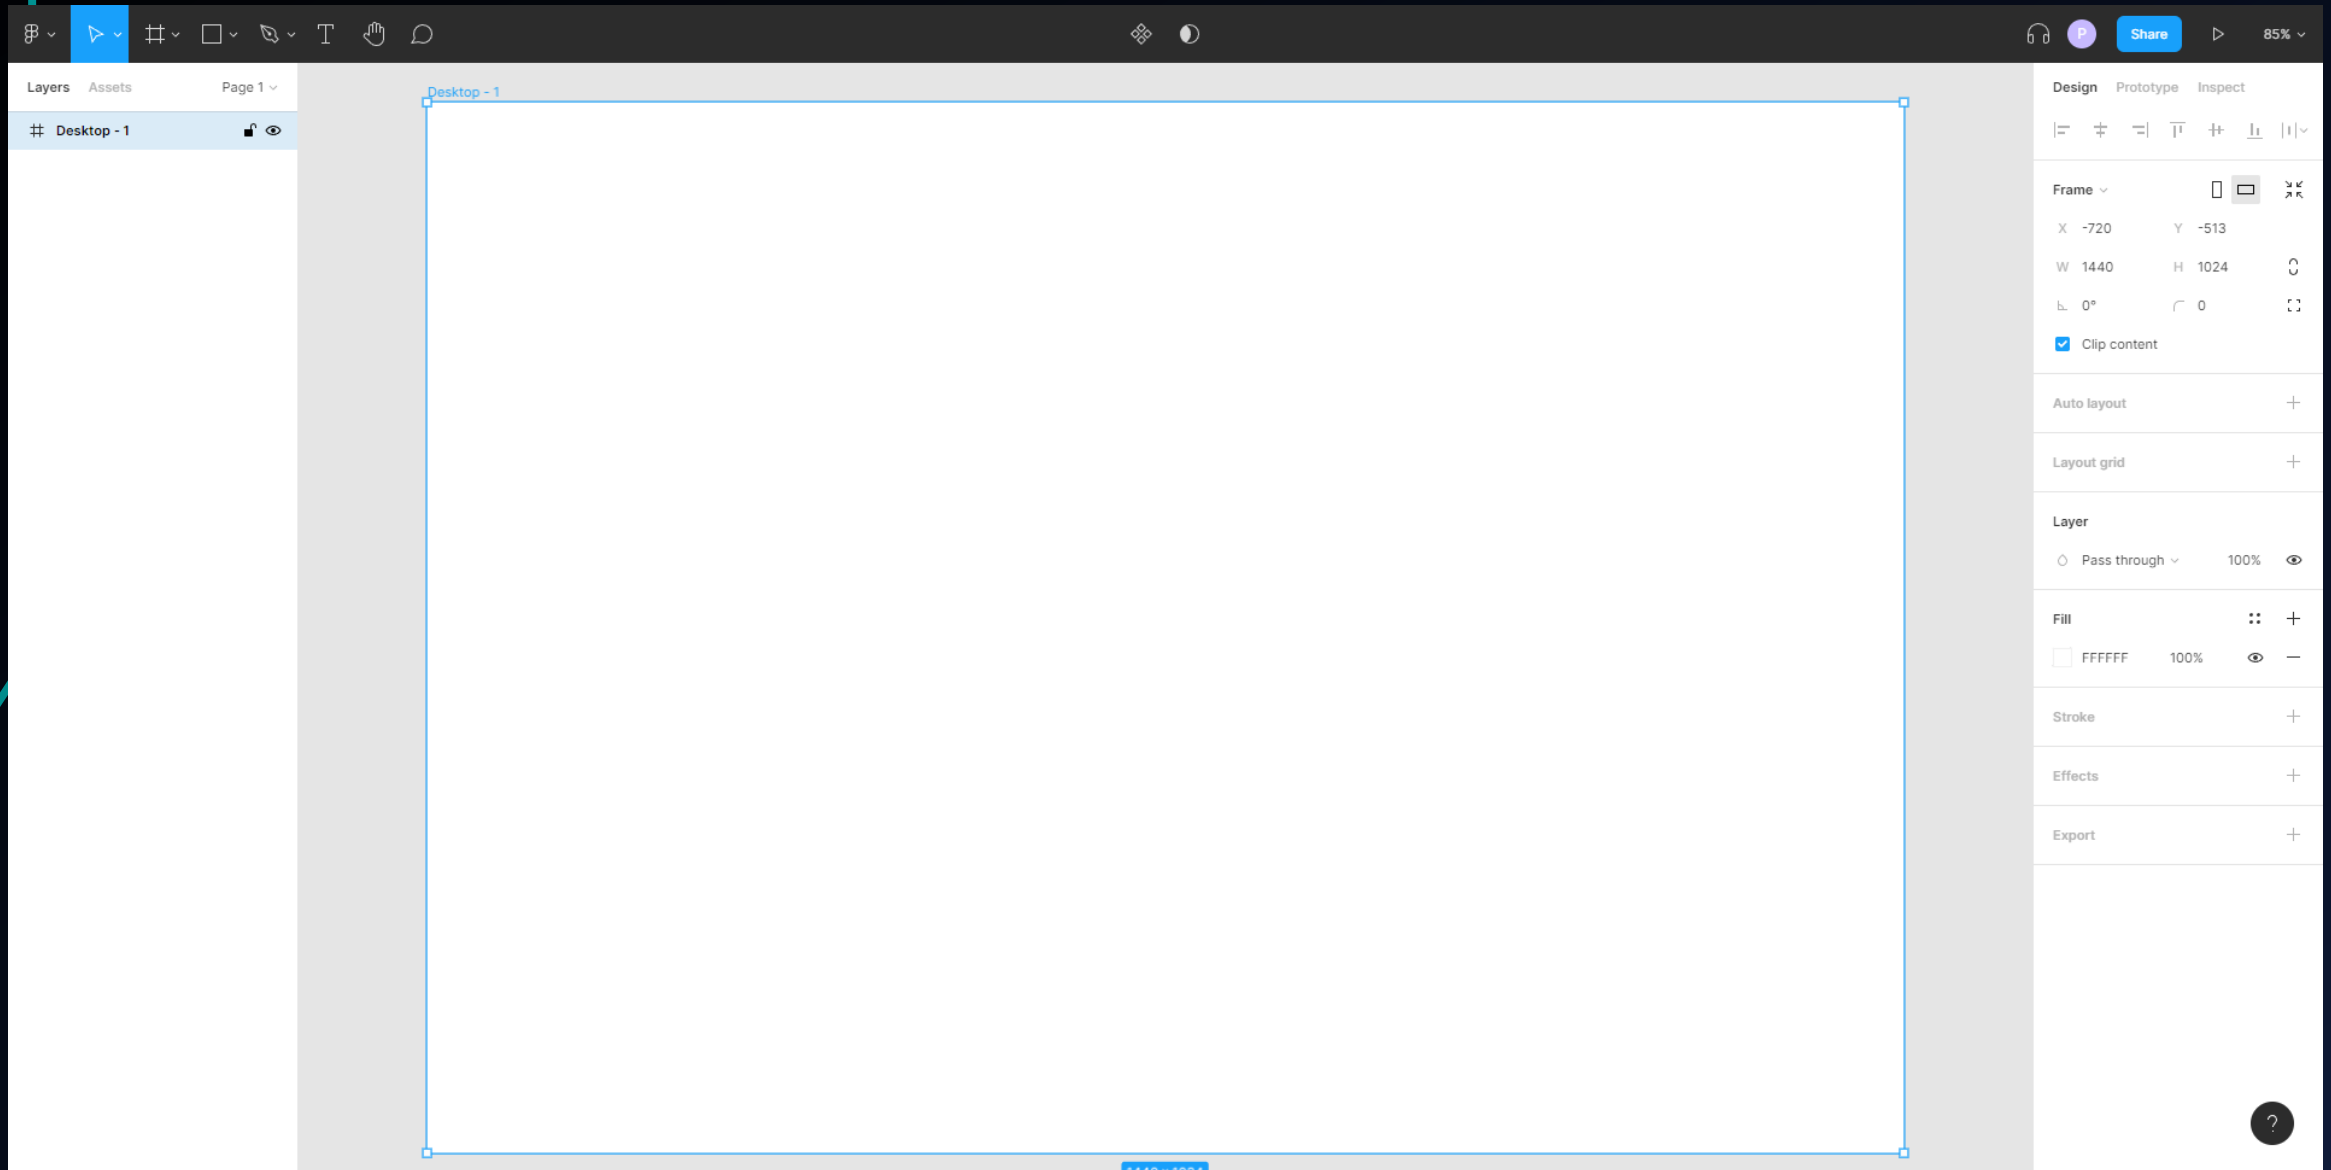 P
Share
85%
Layers
Assets
Page 1
Design
Prototype
Inspect
Desktop - 1
Desktop - 1
Frame
X -720
Y -513
W 1440
H 1024
0°
0
Clip content
Auto layout
Layout grid
Layer
Pass through
100%
Fill
FFFFFF
100%
Stroke
Effects
Export
?